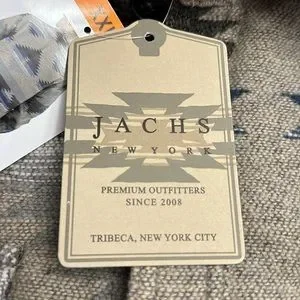 JACHS
NEW YORK
PREMIUM OUTFITTERS
SINCE 2008
TRIBECA, NEW YORK CITY